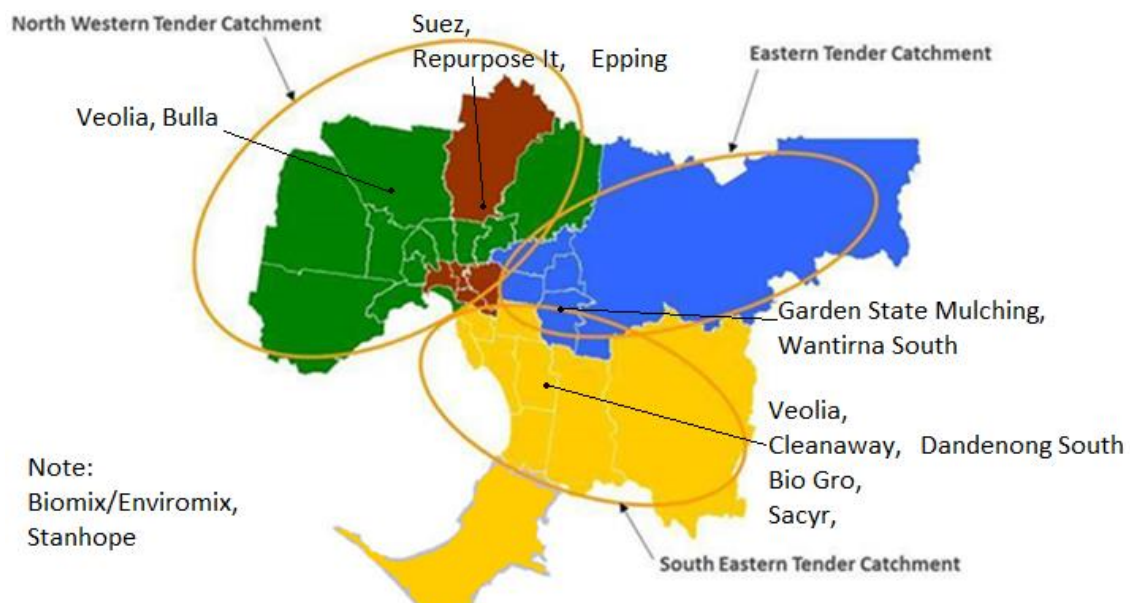 North Western Tender Catchment
Suez,
Repurpose It, Epping
Eastern Tender Catchment
Veolia, Bulla
Garden State Mulching,
Wantirna South
Veolia,
Cleanaway, Dandenong South
Bio Gro,
Sacyr,
Note:
Biomix/Enviromix,
Stanhope
South Eastern Tender Catchment